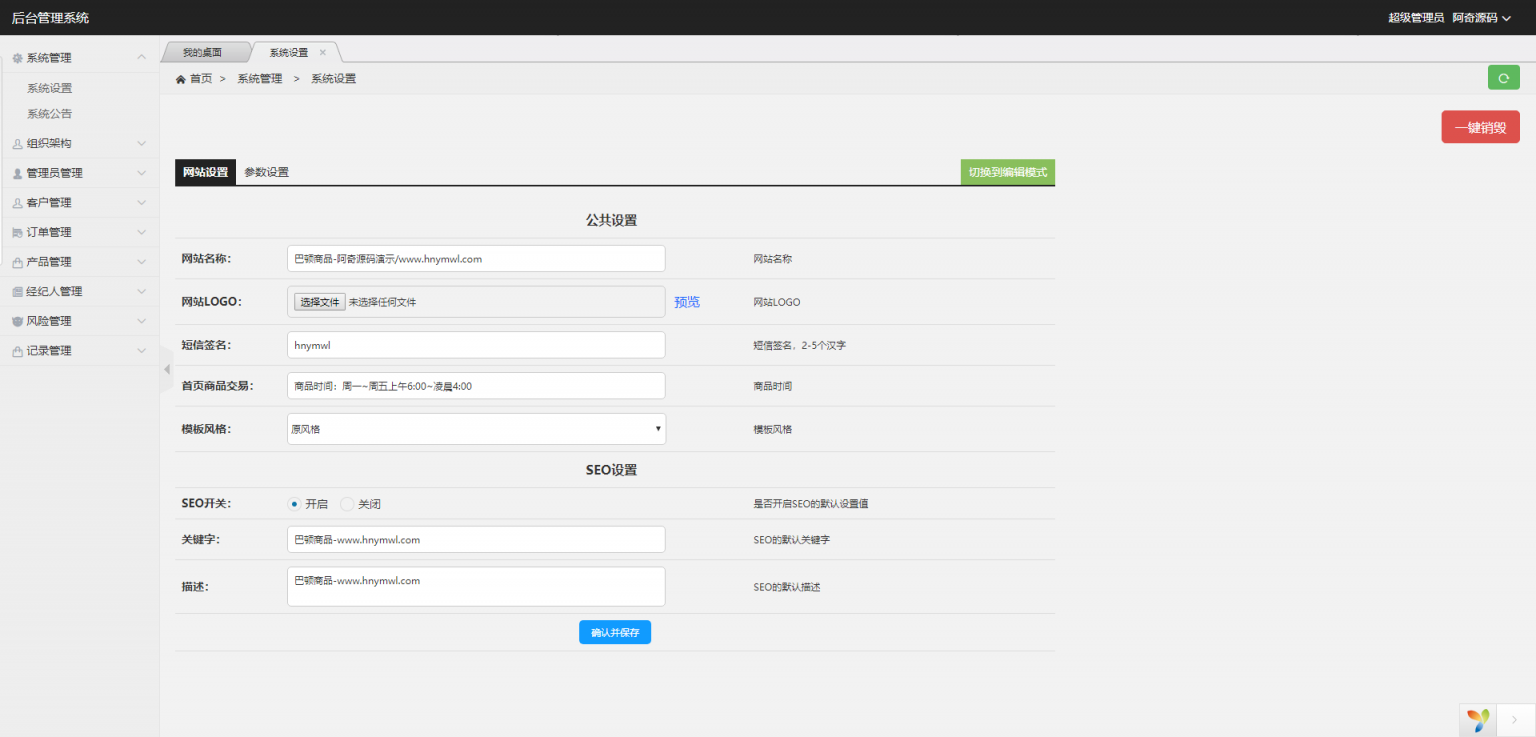 后台管理系统
超级管理员 阿奇源码
系统管理
系统设置
系统公告
组织架构
管理员管理
客户管理
订单管理
产品管理
经纪人管理
风险管理
记录管理
我的桌面
系统设置 ×
首页 > 系统管理 > 系统设置
一键销毁
网站设置 参数设置
切换到编辑模式
公共设置
网站名称： 巴顿商品-阿奇源码演示/www.hnymwl.com 网站名称
网站LOGO： 选择文件 未选择任何文件 预览 网站LOGO
短信签名： hnymwl 短信签名，2-5个汉字
首页商品交易： 商品时间：周一~周五上午6:00~凌晨4:00 商品时间
模板风格： 原风格 模板风格
SEO设置
SEO开关： 开启 关闭 是否开启SEO的默认设置值
关键字： 巴顿商品-www.hnymwl.com SEO的默认关键字
描述： 巴顿商品-www.hnymwl.com SEO的默认描述
确认并保存